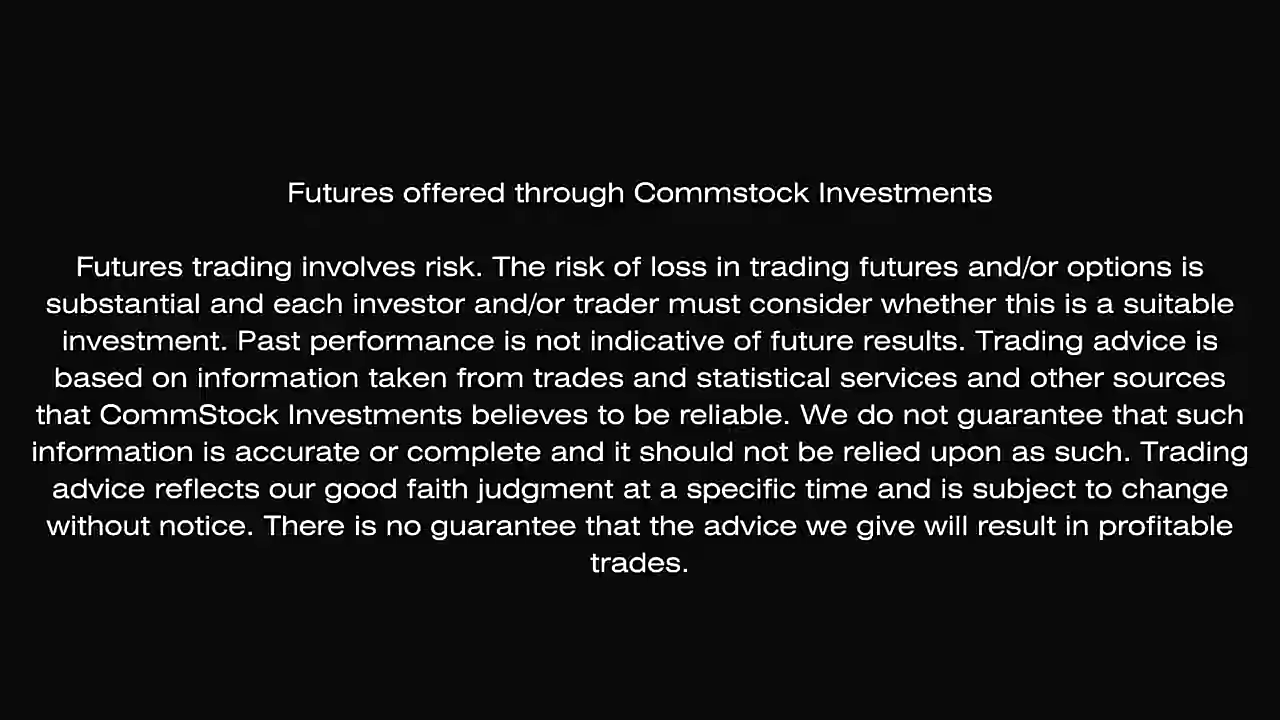 Futures offered through Commstock Investments
Futures trading involves risk. The risk of loss in trading futures and/or options is
substantial and each investor and/or trader must consider whether this is a suitable
investment. Past performance is not indicative of future results. Trading advice is
based on information taken from trades and statistical services and other sources
that CommStock Investments believes to be reliable. We do not guarantee that such
information is accurate or complete and it should not be relied upon as such. Trading
advice reflects our good faith judgment at a specific time and is subject to change
without notice. There is no guarantee that the advice we give will result in profitable
trades.